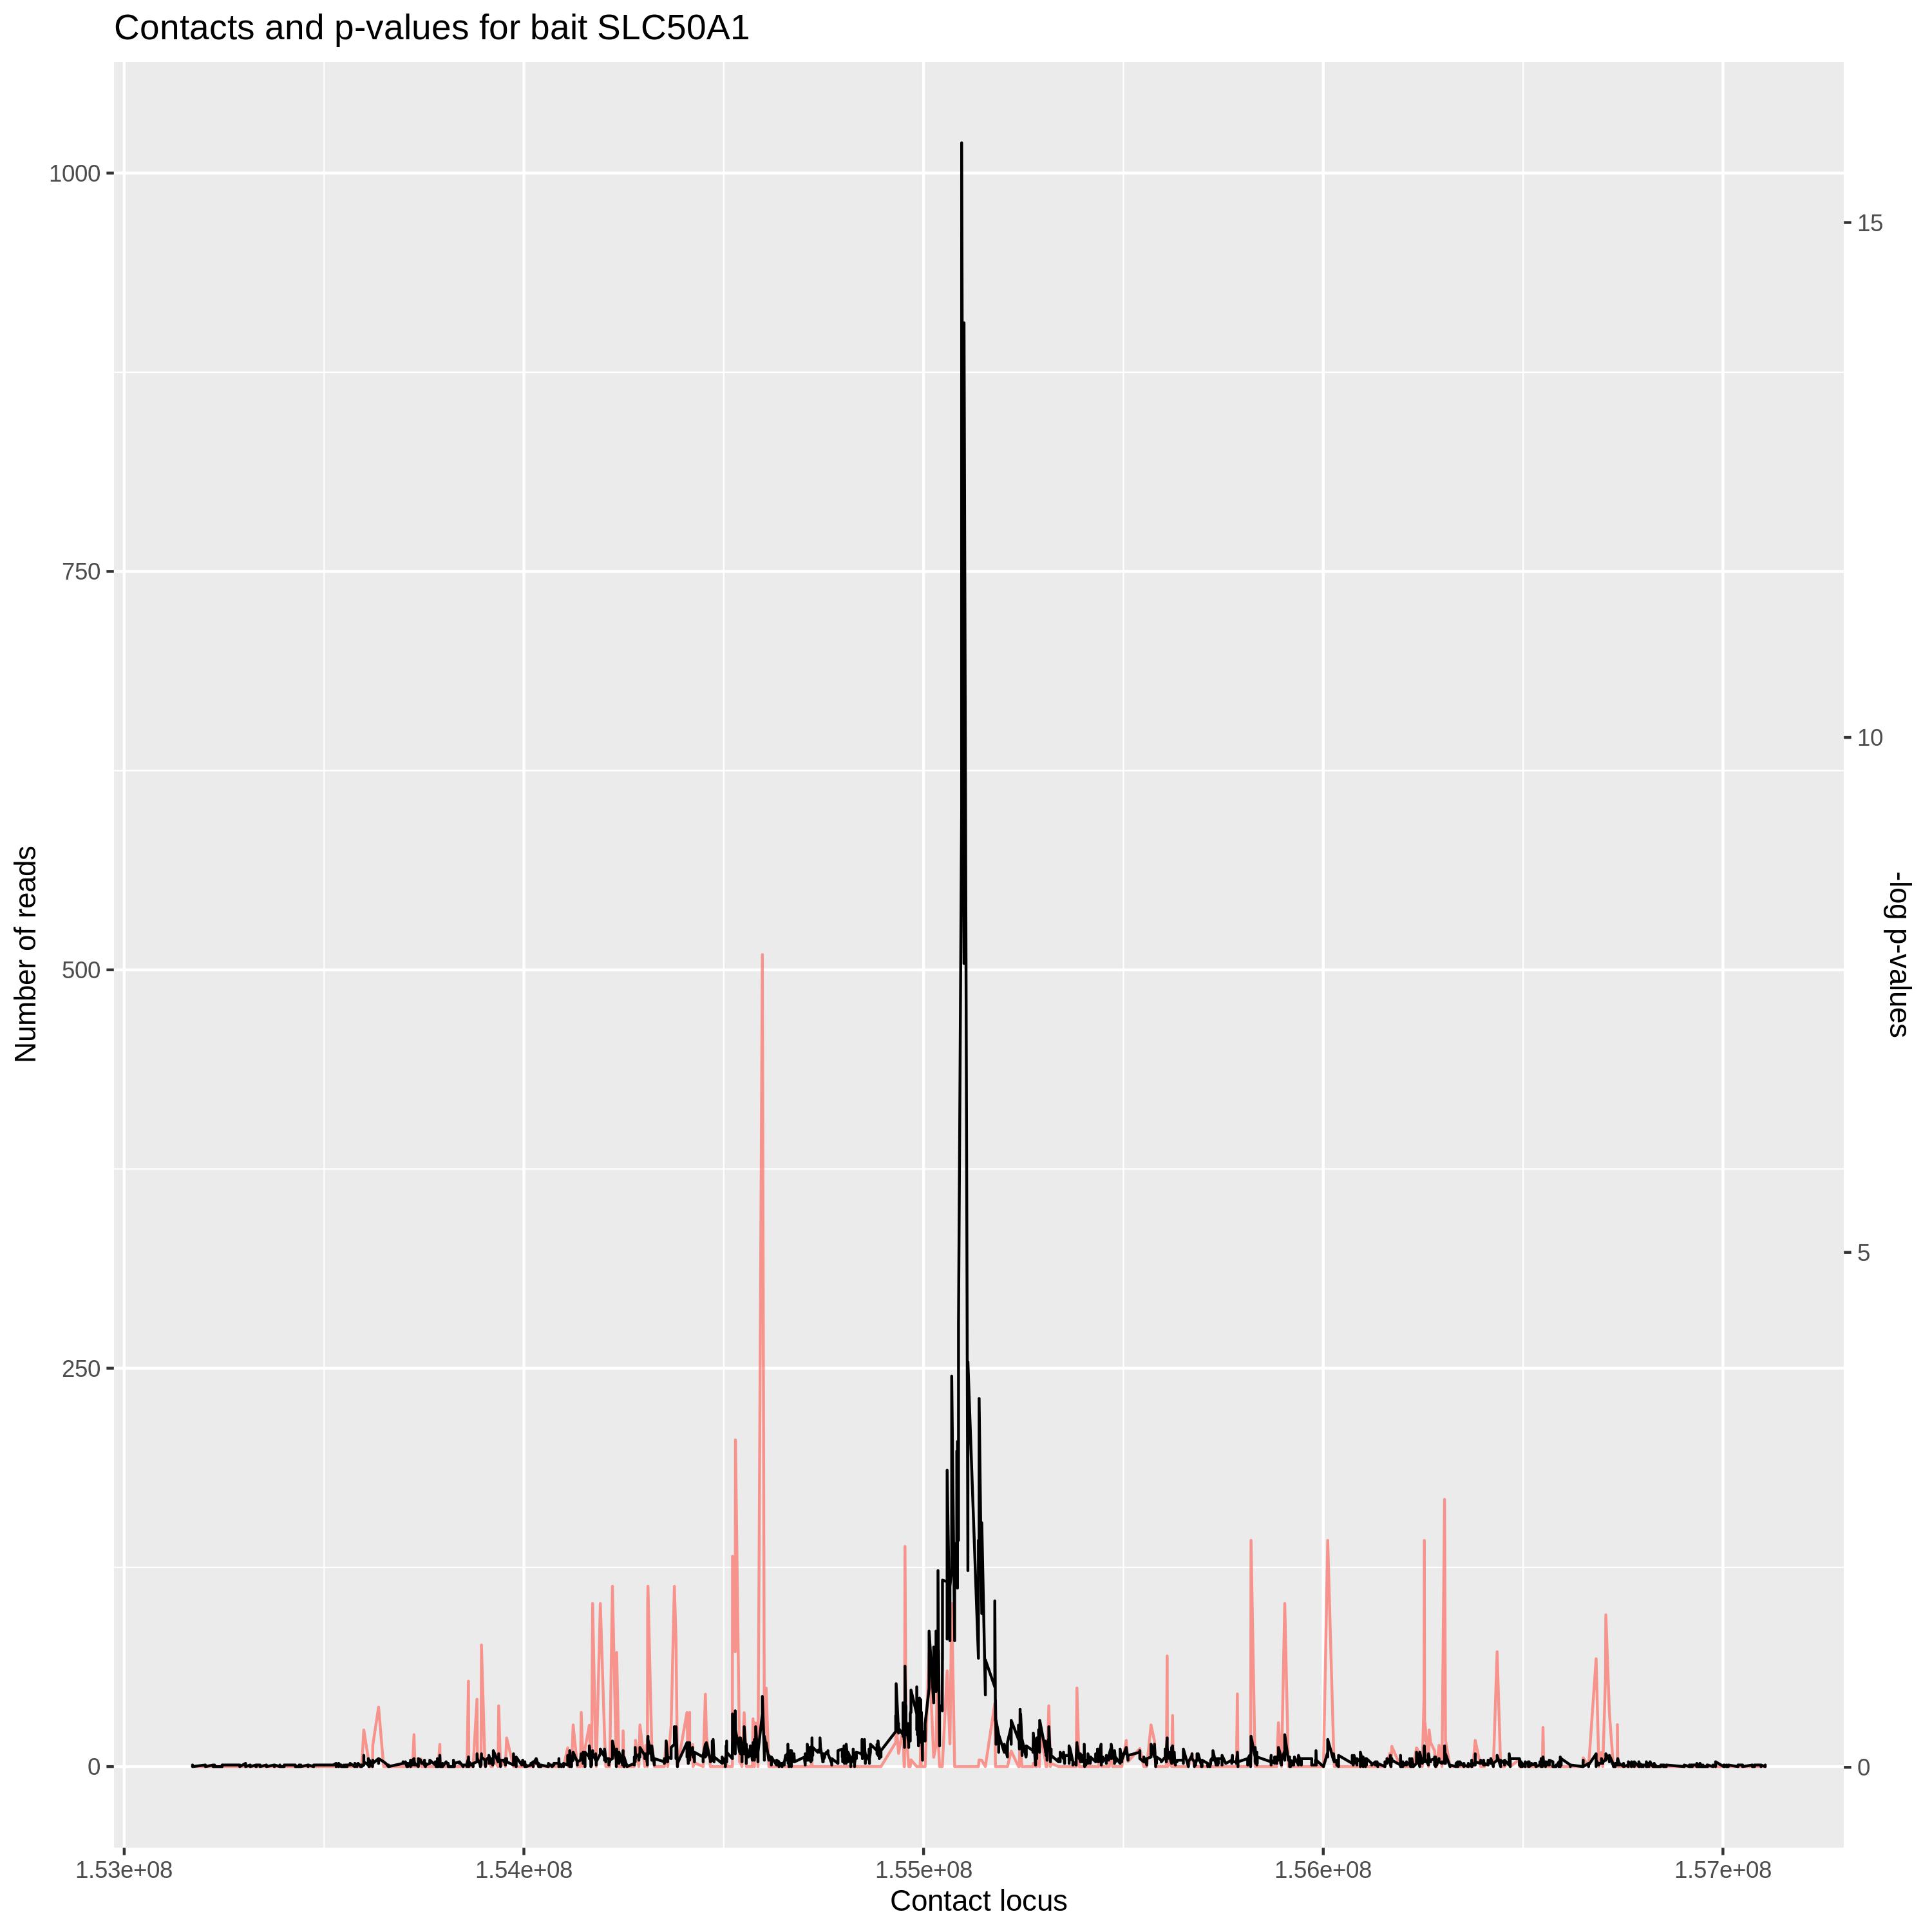 Contacts and p-values for bait SLC50A1
1000
750
500
250
0
Number of reads
15
10
5
0
-log p-values
1.53e+08
1.54e+08
1.55e+08
1.56e+08
1.57e+08
Contact locus